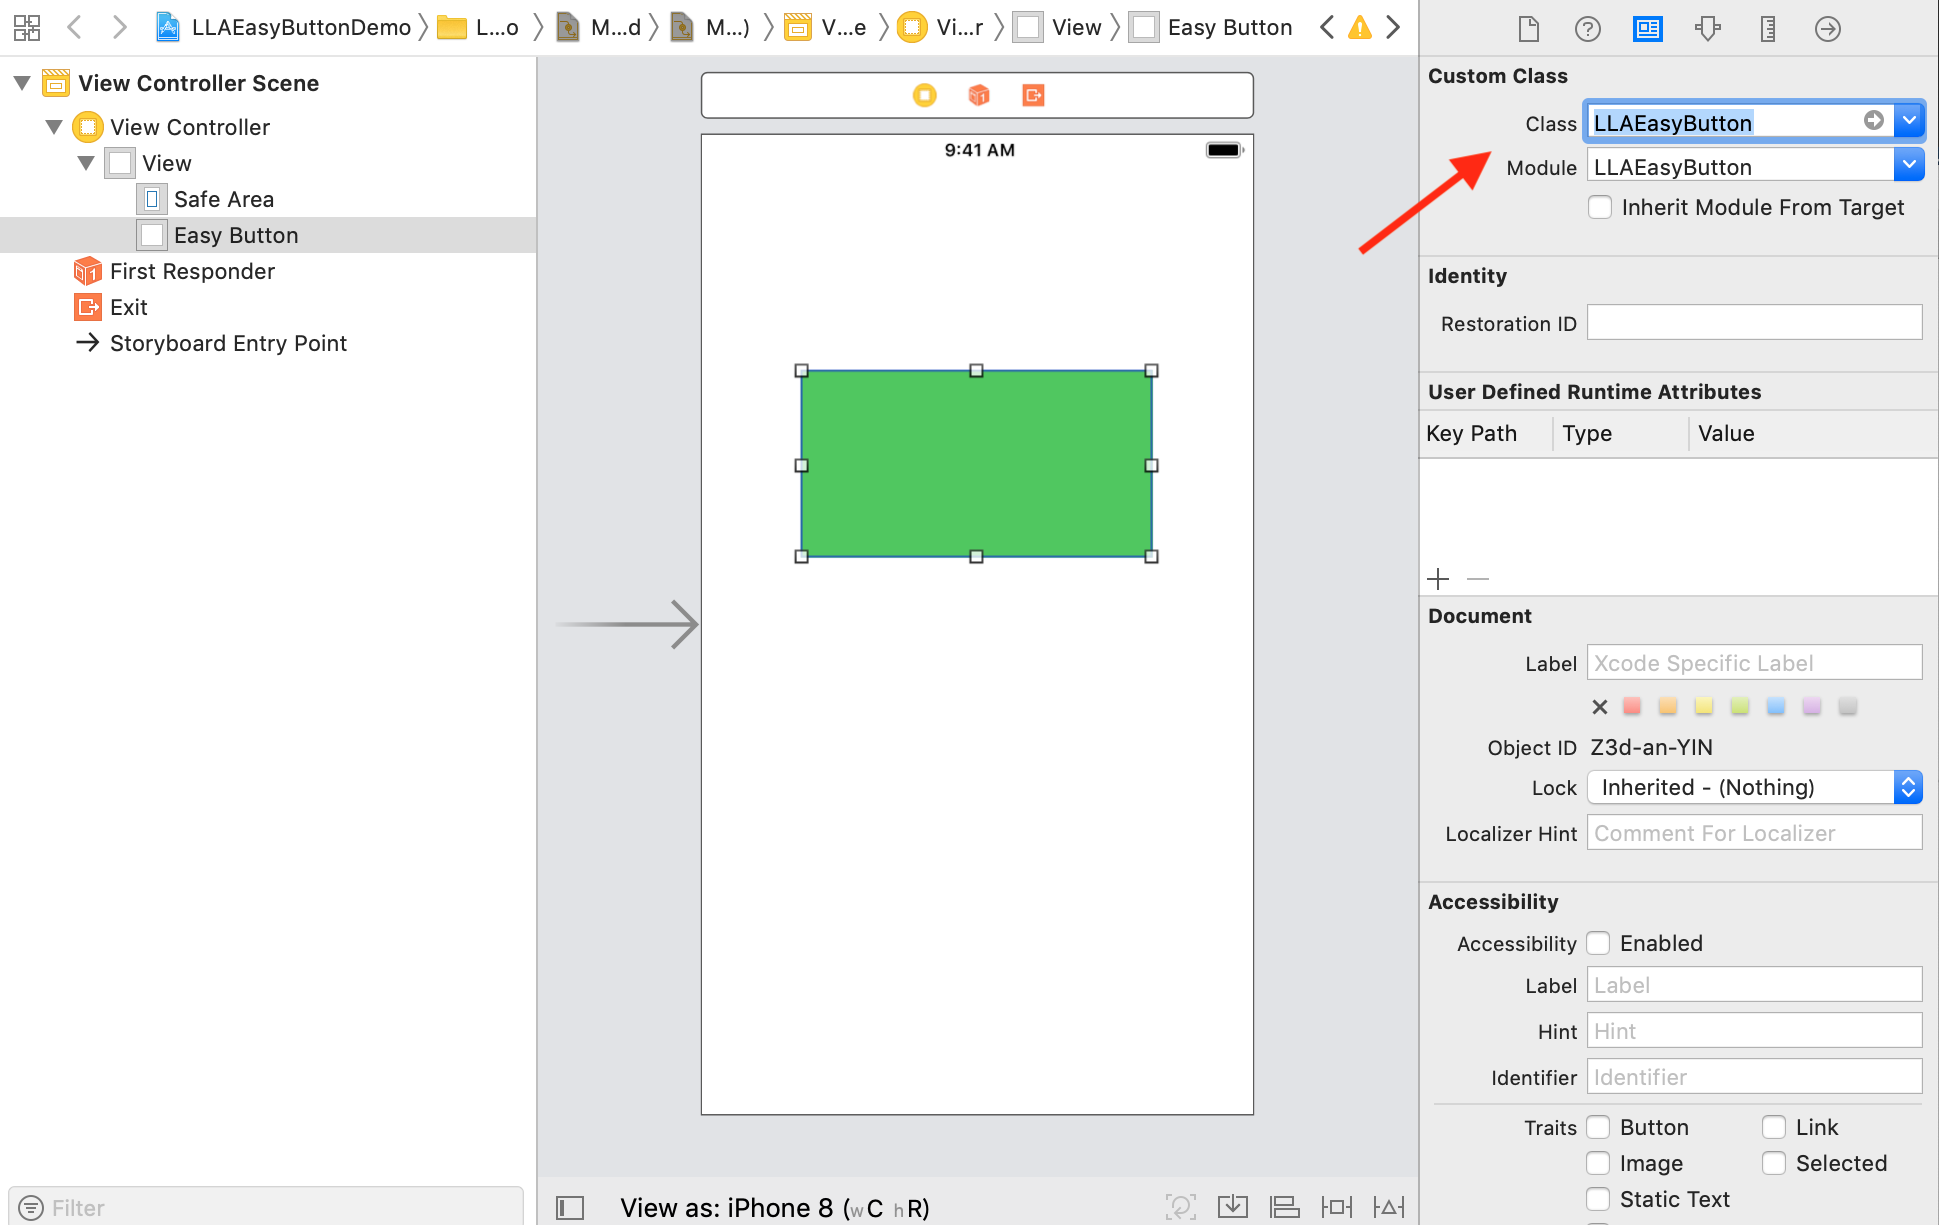 LLAEasyButtonDemo L...o M...d M...) V...e Vi...r View Easy Button
View Controller Scene
View Controller
View
Safe Area
Easy Button
First Responder
Exit
Storyboard Entry Point
Filter
9:41 AM
View as: iPhone 8 (wC hR)
Custom Class
Class LLAEasyButton
Module LLAEasyButton
Inherit Module From Target
Identity
Restoration ID
User Defined Runtime Attributes
Key Path Type Value
Document
Label Xcode Specific Label
Object ID Z3d-an-YIN
Lock Inherited - (Nothing)
Localizer Hint Comment For Localizer
Accessibility
Accessibility Enabled
Label Label
Hint Hint
Identifier Identifier
Traits Button Link
Image Selected
Static Text